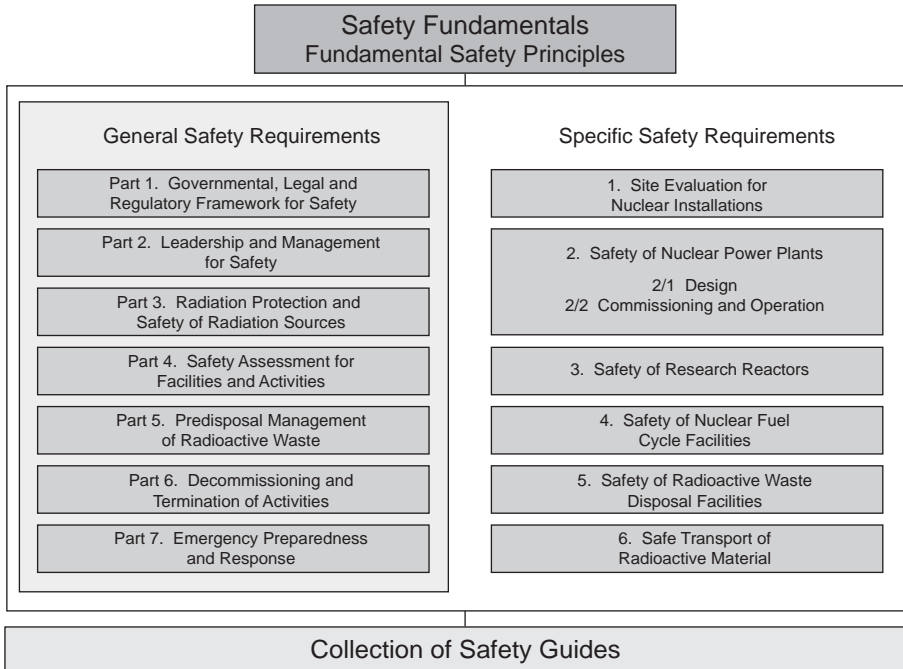 Safety Fundamentals
Fundamental Safety Principles
General Safety Requirements
Part 1. Governmental, Legal and
Regulatory Framework for Safety
Part 2. Leadership and Management
for Safety
Part 3. Radiation Protection and
Safety of Radiation Sources
Part 4. Safety Assessment for
Facilities and Activities
Part 5. Predisposal Management
of Radioactive Waste
Part 6. Decommissioning and
Termination of Activities
Part 7. Emergency Preparedness
and Response
Specific Safety Requirements
1. Site Evaluation for
Nuclear Installations
2. Safety of Nuclear Power Plants
2/1 Design
2/2 Commissioning and Operation
3. Safety of Research Reactors
4. Safety of Nuclear Fuel
Cycle Facilities
5. Safety of Radioactive Waste
Disposal Facilities
6. Safe Transport of
Radioactive Material
Collection of Safety Guides